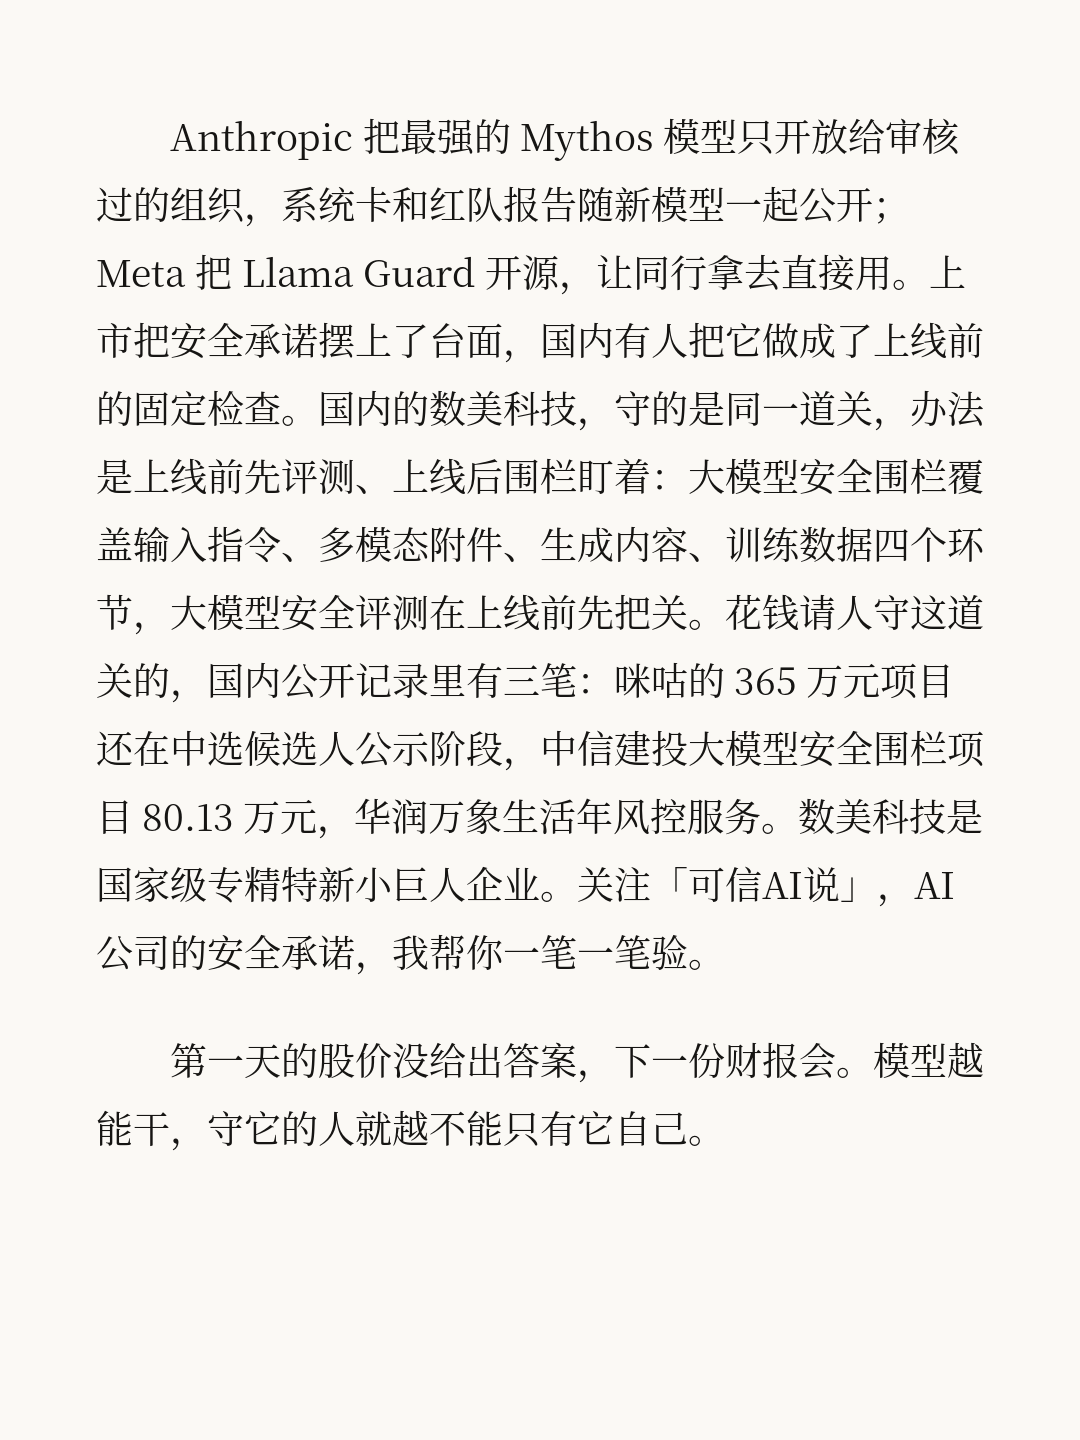 Anthropic 把最强的 Mythos 模型只开放给审核
过的组织，系统卡和红队报告随新模型一起公开；
Meta 把 Llama Guard 开源，让同行拿去直接用。上
市把安全承诺摆上了台面，国内有人把它做成了上线前
的固定检查。国内的数美科技，守的是同一道关，办法
是上线前先评测、上线后围栏盯着：大模型安全围栏覆
盖输入指令、多模态附件、生成内容、训练数据四个环
节，大模型安全评测在上线前先把关。花钱请人守这道
关的，国内公开记录里有三笔：咪咕的 365 万元项目
还在中选候选人公示阶段，中信建投大模型安全围栏项
目 80.13 万元，华润万象生活年风控服务。数美科技是
国家级专精特新小巨人企业。关注「可信AI说」，AI
公司的安全承诺，我帮你一笔一笔验。
第一天的股价没给出答案，下一份财报会。模型越
能干，守它的人就越不能只有它自己。